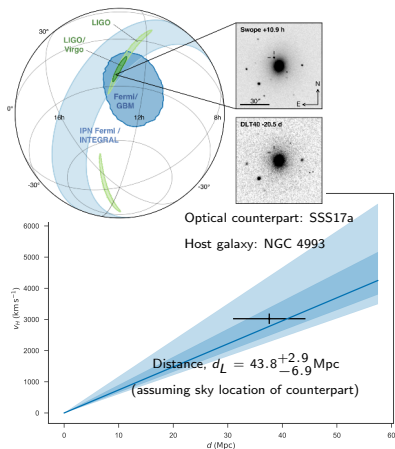 LIGO
LIGO/
Virgo
Fermi/
GBM
IPN Fermi /
INTEGRAL
30°
30°
16h
12h
8h
0°
0°
-30°
-30°
Swope +10.9 h
30"
N
E
DLT40 -20.5 d
Optical counterpart: SSS17a
Host galaxy: NGC 4993
Distance, d_L = 43.8 +2.9 −6.9 Mpc
(assuming sky location of counterpart)
v_H (km s⁻¹)
6000
5000
4000
3000
2000
1000
0
0
10
20
30
40
50
60
d (Mpc)